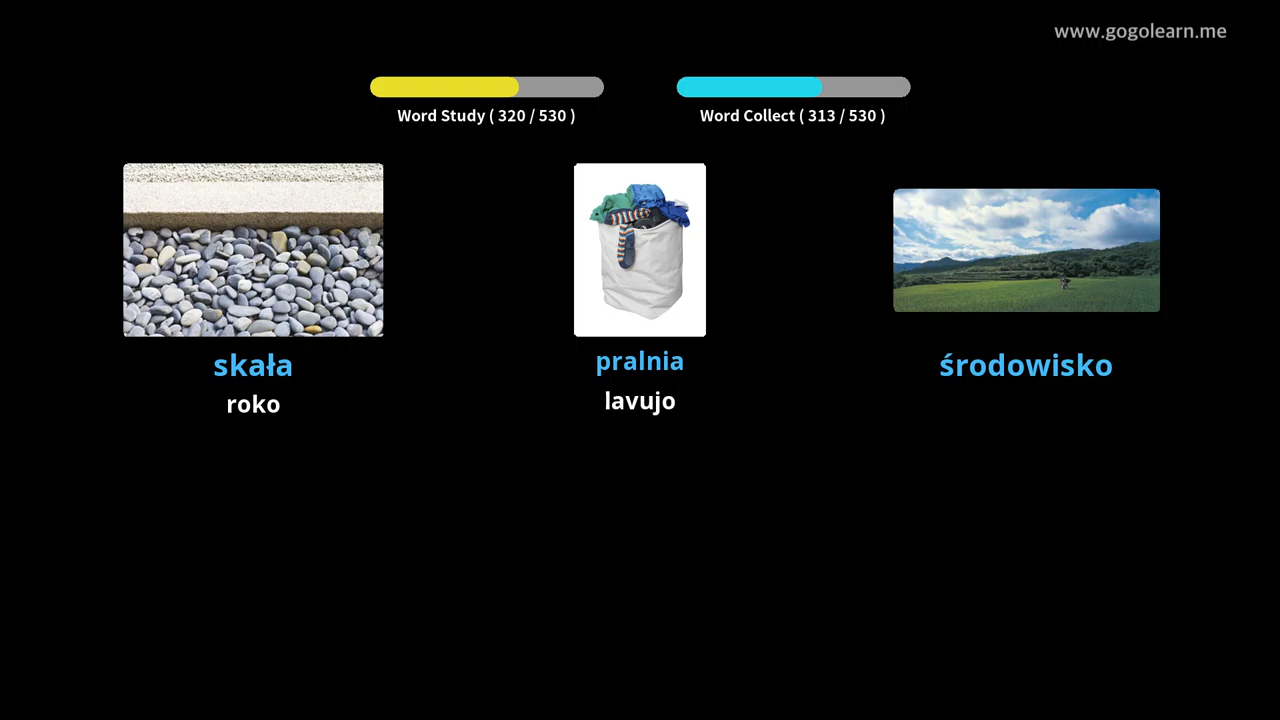 www.gogolearn.me
Word Study ( 320 / 530 )
Word Collect ( 313 / 530 )
skała
roko
pralnia
lavujo
środowisko